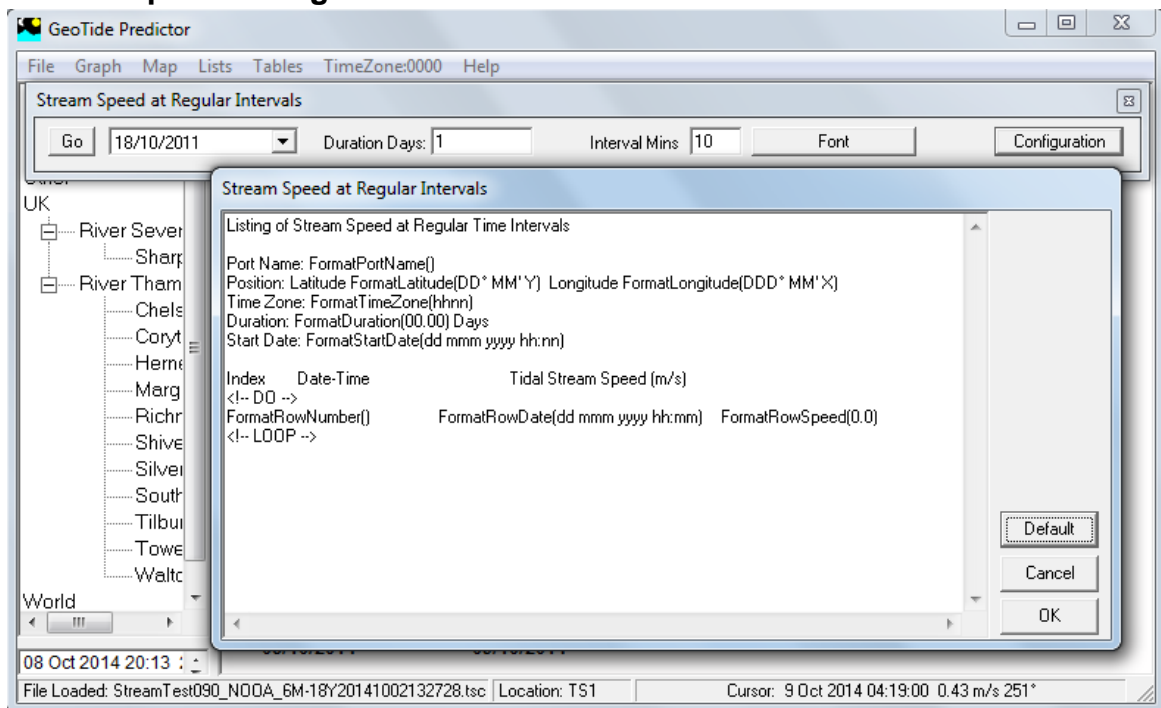 GeoTide Predictor
File Graph Map Lists Tables TimeZone:0000 Help
Stream Speed at Regular Intervals
Go 18/10/2011 Duration Days: 1 Interval Mins 10 Font Configuration
UK
River Sever
Sharp
River Tham
Chels
Coryt
Herne
Marg
Richr
Shive
Silver
South
Tilbur
Towe
Walto
World
Stream Speed at Regular Intervals
Listing of Stream Speed at Regular Time Intervals
Port Name: FormatPortName()
Position: Latitude FormatLatitude(DD° MM' Y) Longitude FormatLongitude(DDD° MM' X)
Time Zone: FormatTimeZone(hhnn)
Duration: FormatDuration(00.00) Days
Start Date: FormatStartDate(dd mmm yyyy hh:nn)
Index Date-Time Tidal Stream Speed (m/s)
<!-- DO -->
FormatRowNumber() FormatRowDate(dd mmm yyyy hh:mm) FormatRowSpeed(0.0)
<!-- LOOP -->
Default
Cancel
OK
08 Oct 2014 20:13
File Loaded: StreamTest090_NOOA_6M-18Y20141002132728.tsc Location: TS1 Cursor: 9 Oct 2014 04:19:00 0.43 m/s 251°